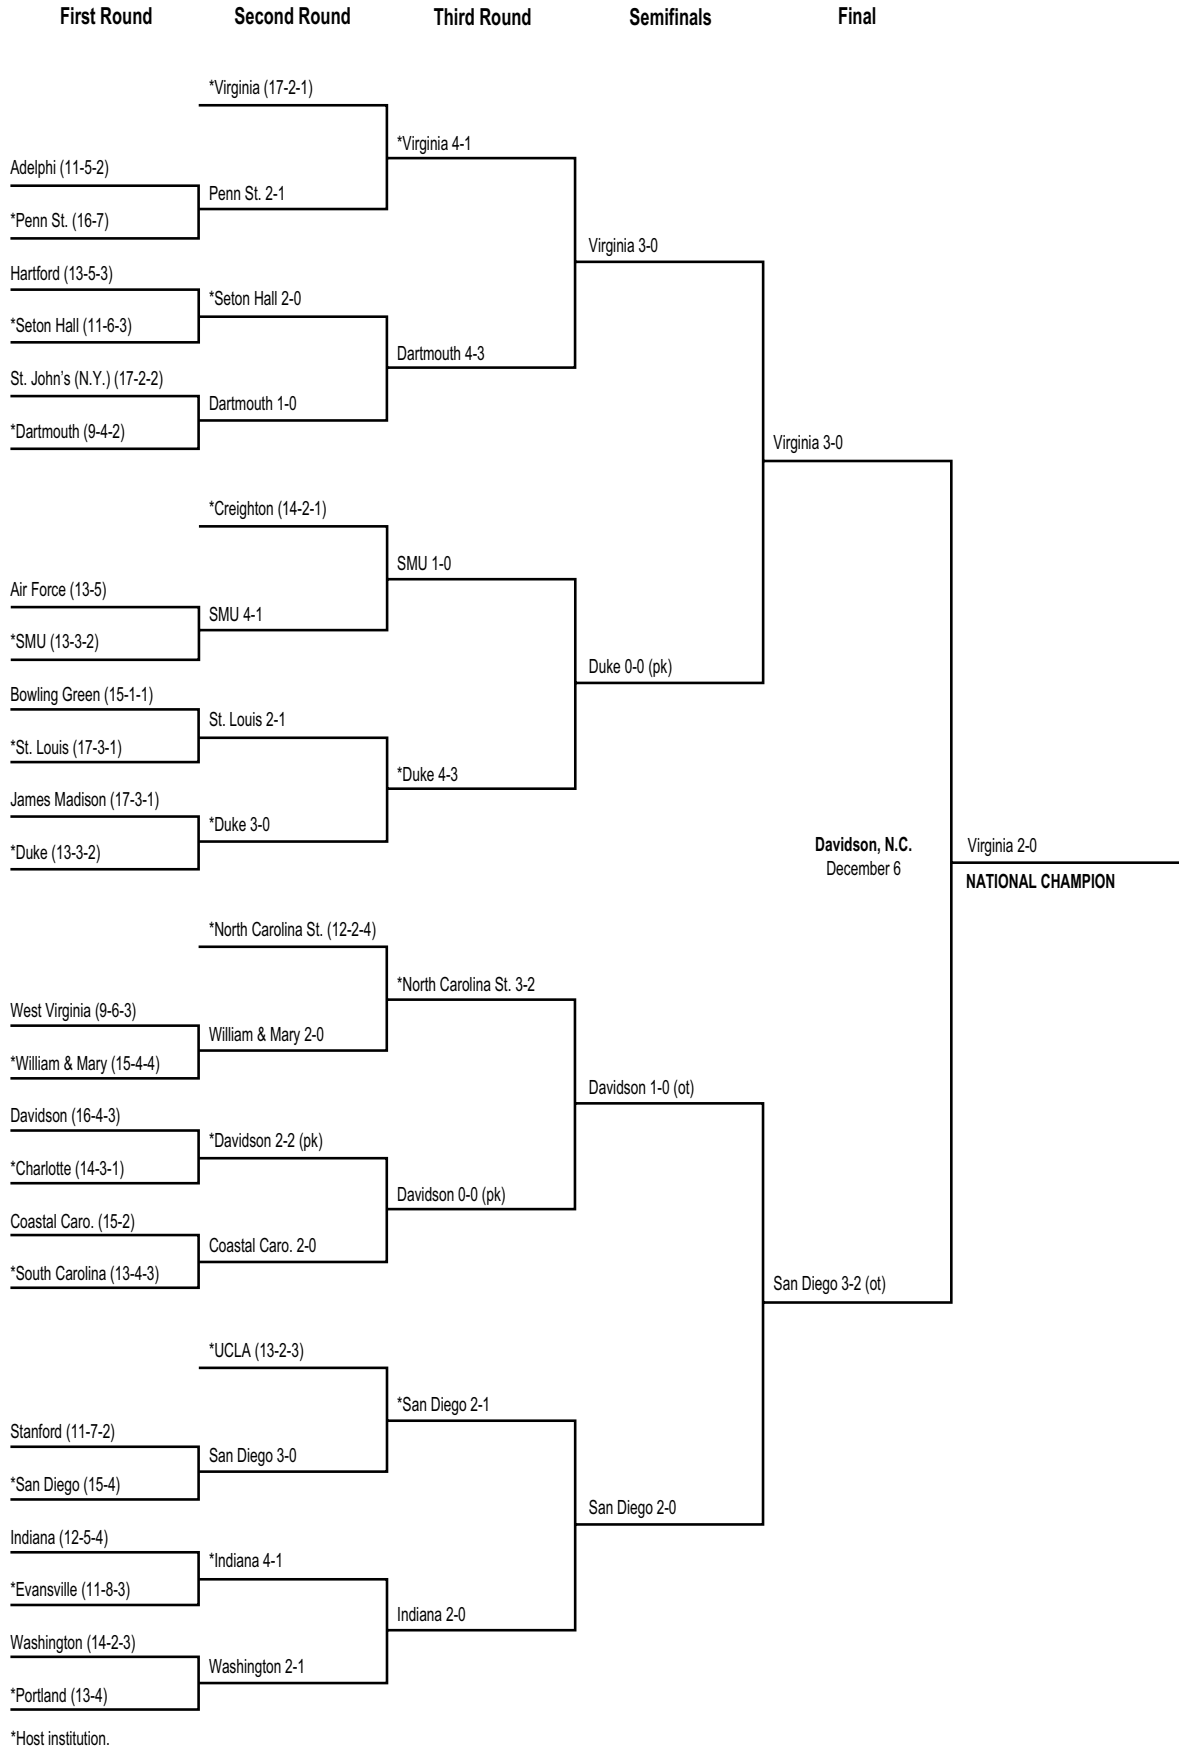 First Round
Second Round
Third Round
Semifinals
Final
*Virginia (17-2-1)
*Virginia 4-1
Adelphi (11-5-2)
Penn St. 2-1
*Penn St. (16-7)
Virginia 3-0
Hartford (13-5-3)
*Seton Hall 2-0
*Seton Hall (11-6-3)
Dartmouth 4-3
St. John's (N.Y.) (17-2-2)
Dartmouth 1-0
*Dartmouth (9-4-2)
Virginia 3-0
*Creighton (14-2-1)
SMU 1-0
Air Force (13-5)
SMU 4-1
*SMU (13-3-2)
Duke 0-0 (pk)
Bowling Green (15-1-1)
St. Louis 2-1
*St. Louis (17-3-1)
*Duke 4-3
James Madison (17-3-1)
*Duke 3-0
*Duke (13-3-2)
Davidson, N.C.
December 6
Virginia 2-0
NATIONAL CHAMPION
*North Carolina St. (12-2-4)
*North Carolina St. 3-2
West Virginia (9-6-3)
William & Mary 2-0
*William & Mary (15-4-4)
Davidson 1-0 (ot)
Davidson (16-4-3)
*Davidson 2-2 (pk)
*Charlotte (14-3-1)
Davidson 0-0 (pk)
Coastal Caro. (15-2)
Coastal Caro. 2-0
*South Carolina (13-4-3)
San Diego 3-2 (ot)
*UCLA (13-2-3)
*San Diego 2-1
Stanford (11-7-2)
San Diego 3-0
*San Diego (15-4)
San Diego 2-0
Indiana (12-5-4)
*Indiana 4-1
*Evansville (11-8-3)
Indiana 2-0
Washington (14-2-3)
Washington 2-1
*Portland (13-4)
*Host institution.